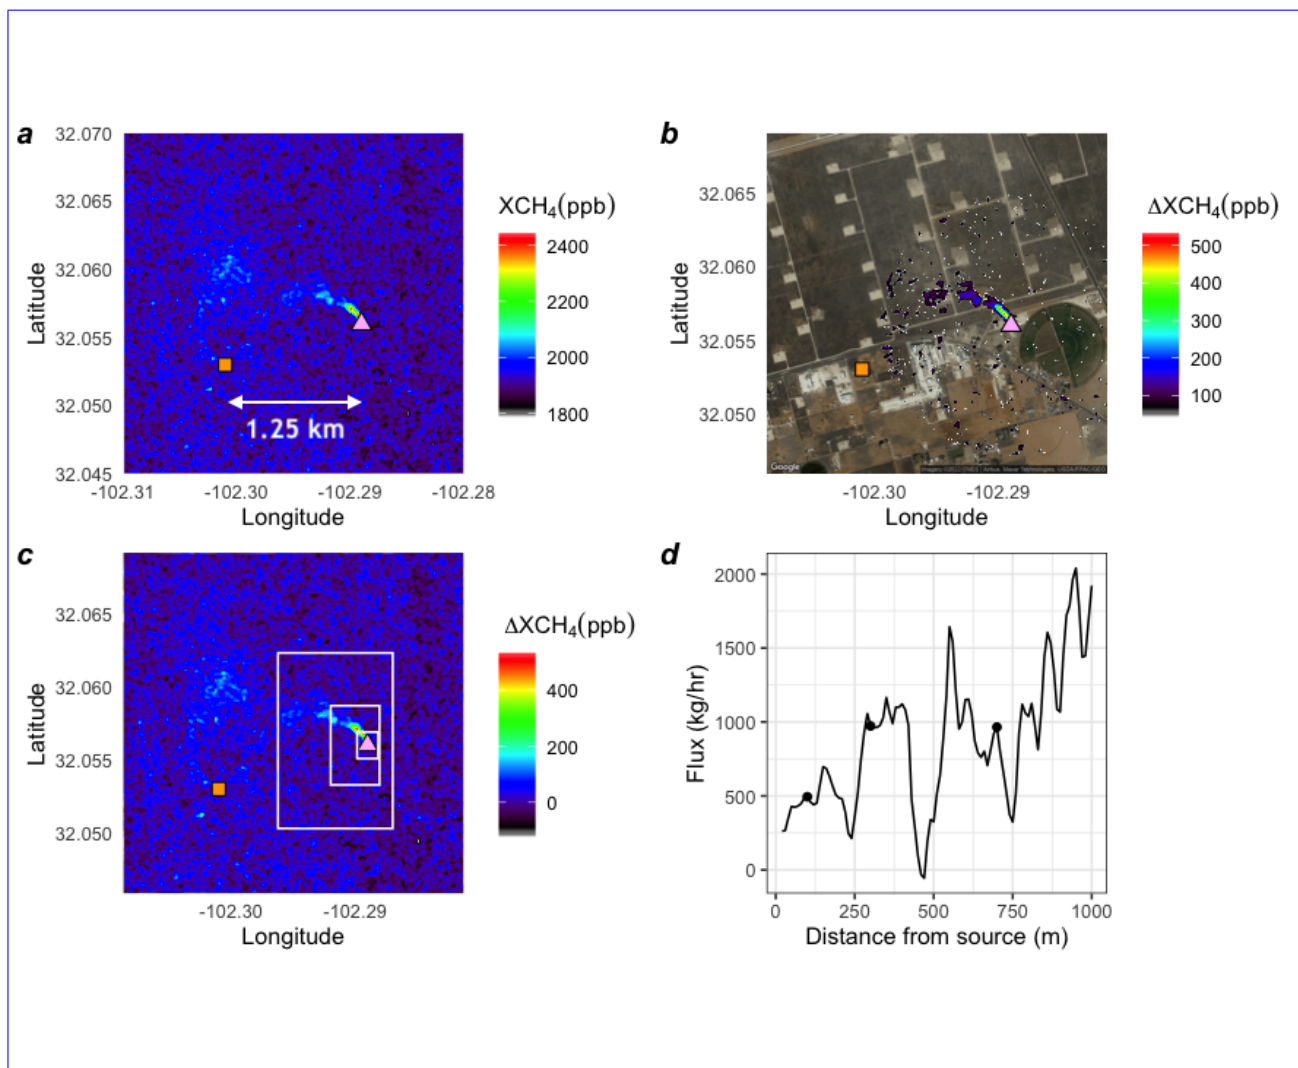 a
32.070
32.065
32.060
32.055
32.050
32.045
Latitude
-102.31
-102.30
-102.29
-102.28
Longitude
1.25 km
XCH₄(ppb)
2400
2200
2000
1800
b
32.065
32.060
32.055
32.050
Latitude
-102.30
-102.29
Longitude
Google
ΔXCH₄(ppb)
500
400
300
200
100
c
32.065
32.060
32.055
32.050
Latitude
-102.30
-102.29
Longitude
ΔXCH₄(ppb)
400
200
0
d
2000
1500
1000
500
0
Flux (kg/hr)
0
250
500
750
1000
Distance from source (m)